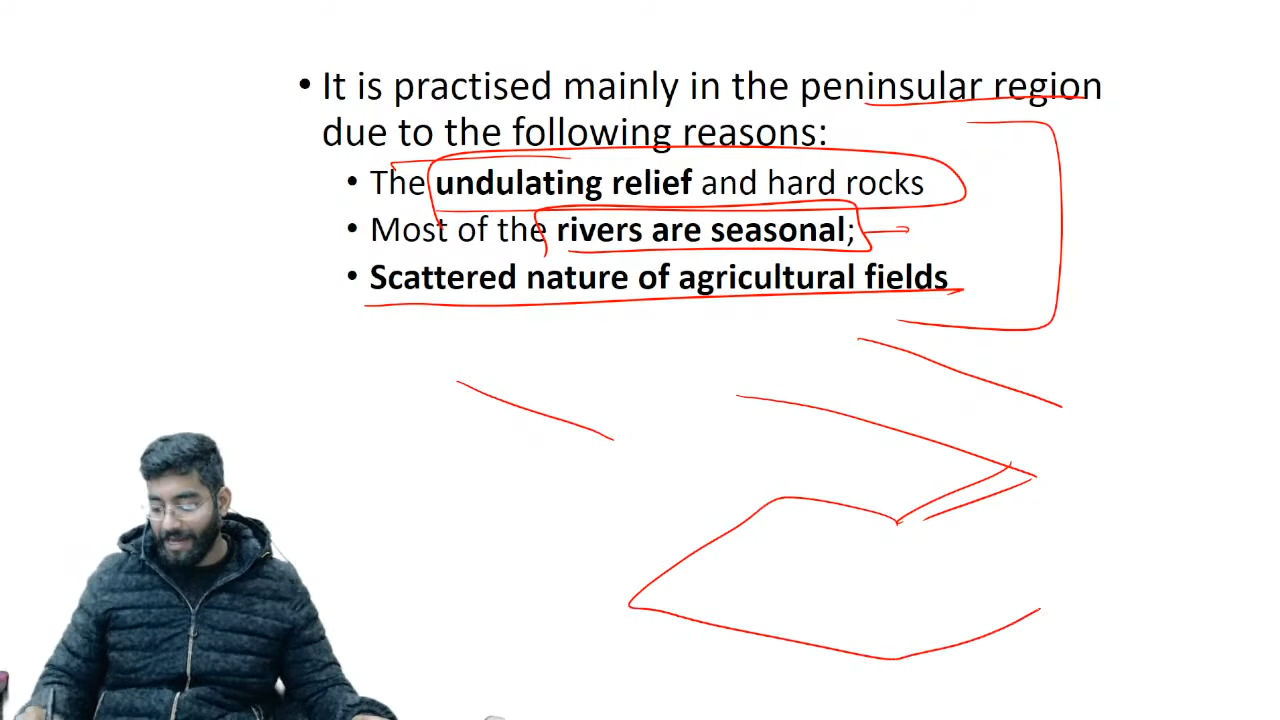 • It is practised mainly in the peninsular region
due to the following reasons:
• The undulating relief and hard rocks
• Most of the rivers are seasonal;
• Scattered nature of agricultural fields